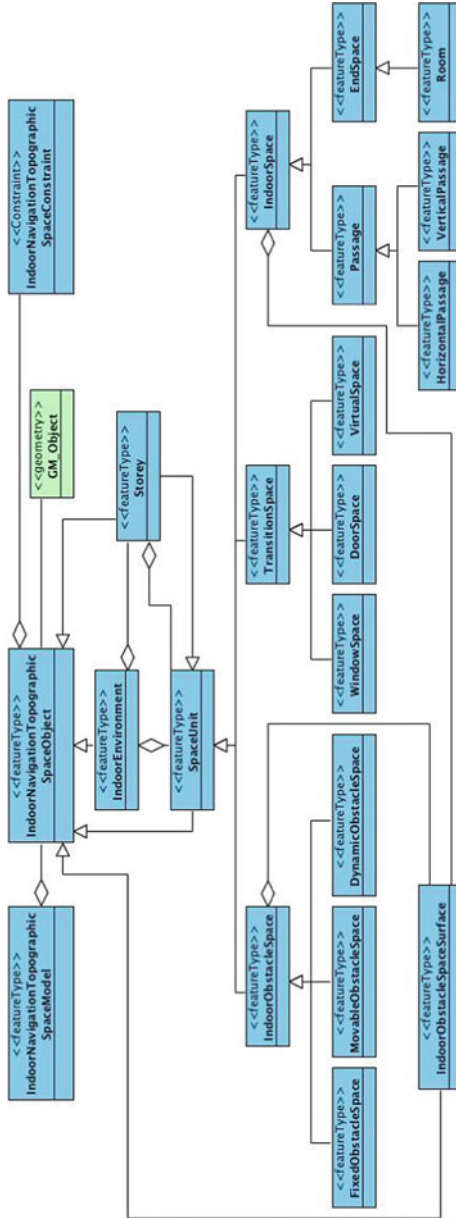 <<featureType>>
IndoorNavigationTopographic
SpaceModel
<<featureType>>
IndoorNavigationTopographic
SpaceObject
<<geometry>>
GM_Object
<<Constraint>>
IndoorNavigationTopographic
SpaceConstraint
<<featureType>>
IndoorEnvironment
<<featureType>>
Storey
<<featureType>>
SpaceUnit
<<featureType>>
IndoorObstacleSpace
<<featureType>>
TransitionSpace
<<featureType>>
IndoorSpace
<<featureType>>
FixedObstacleSpace
<<featureType>>
MovableObstacleSpace
<<featureType>>
DynamicObstacleSpace
<<featureType>>
WindowSpace
<<featureType>>
DoorSpace
<<featureType>>
VirtualSpace
<<featureType>>
Passage
<<featureType>>
EndSpace
<<featureType>>
IndoorObstacleSpaceSurface
<<featureType>>
HorizontalPassage
<<featureType>>
VerticalPassage
<<featureType>>
Room